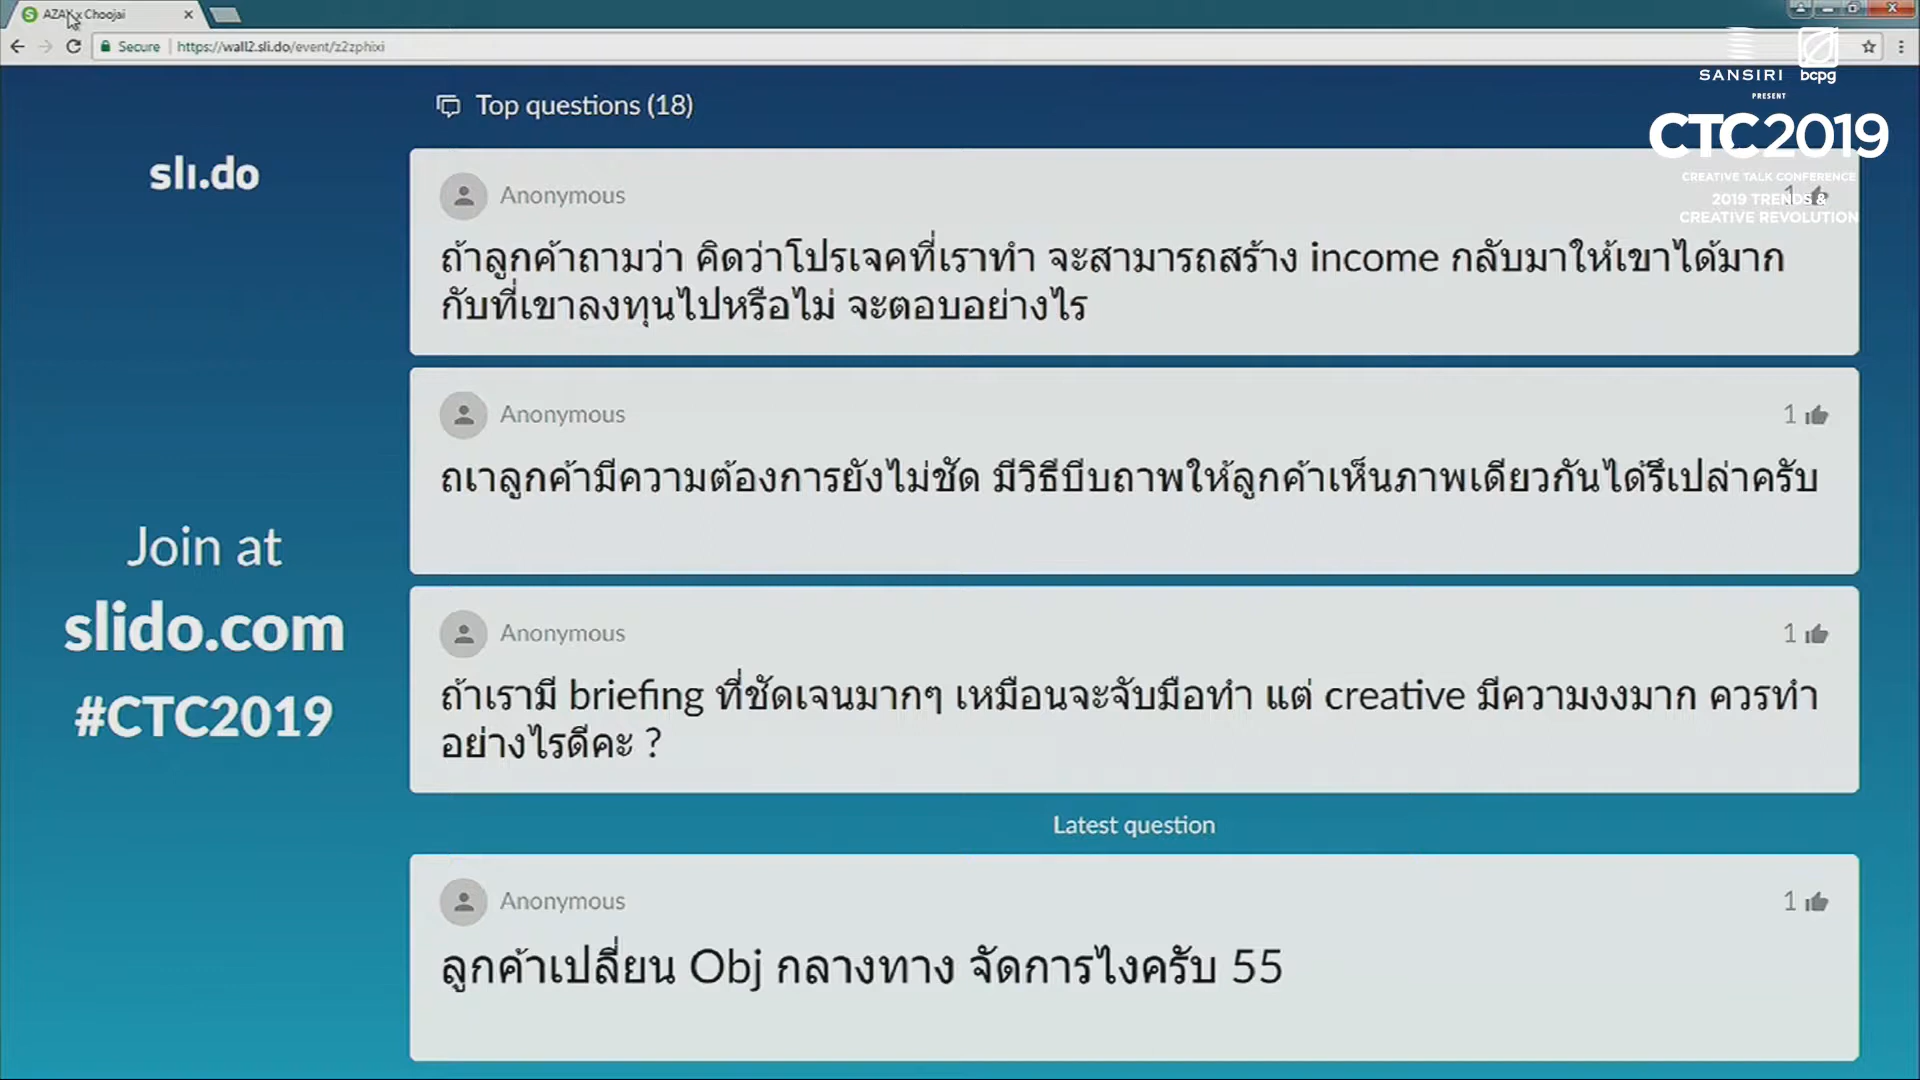 AZAY x Choojai
Secure https://wall2.sli.do/event/z2zphixi
SANSIRI bcpg
PRESENT
CTC2019
CREATIVE TALK CONFERENCE
2019 TRENDS &
CREATIVE REVOLUTION
sli.do
Join at
slido.com
#CTC2019
Top questions (18)
Anonymous 1
ถ้าลูกค้าถามว่า คิดว่าโปรเจคที่เราทำ จะสามารถสร้าง income กลับมาให้เขาได้มาก
กับที่เขาลงทุนไปหรือไม่ จะตอบอย่างไร
Anonymous 1
ถเาลูกค้ามีความต้องการยังไม่ชัด มีวิธีบีบถาพให้ลูกค้าเห็นภาพเดียวกันได้รึเปล่าครับ
Anonymous 1
ถ้าเรามี briefing ที่ชัดเจนมากๆ เหมือนจะจับมือทำ แต่ creative มีความงงมาก ควรทำ
อย่างไรดีคะ ?
Latest question
Anonymous 1
ลูกค้าเปลี่ยน Obj กลางทาง จัดการไงครับ 55